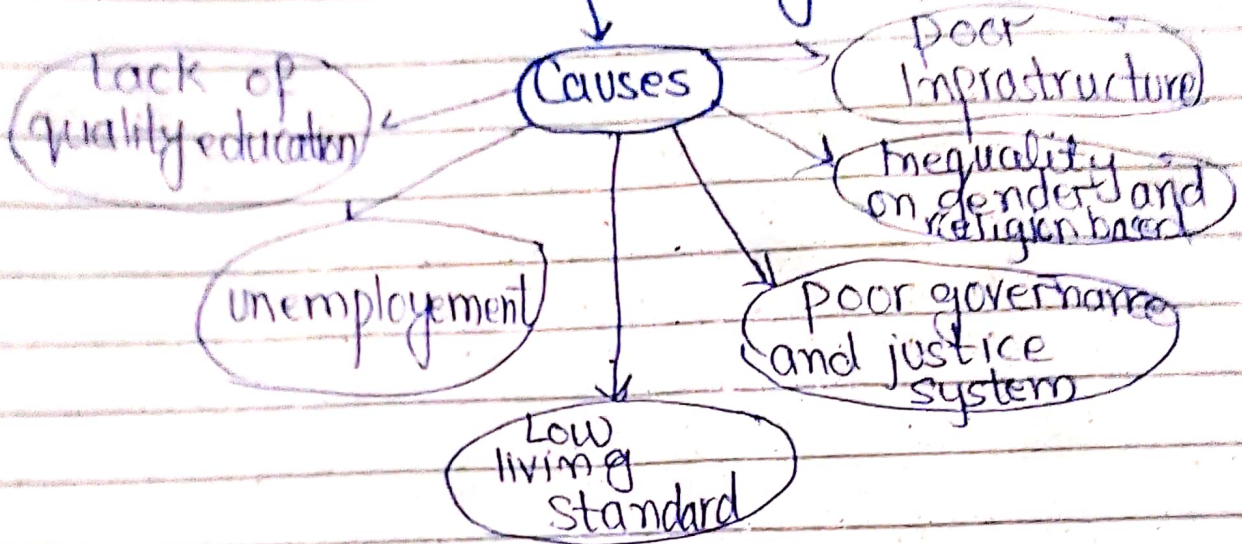 Causes
Poor
Inprastructure
Lack of
quality education
Inequality
on gender and
religion based
unemployement
Poor governance
and justice
system
Low
living
Standard